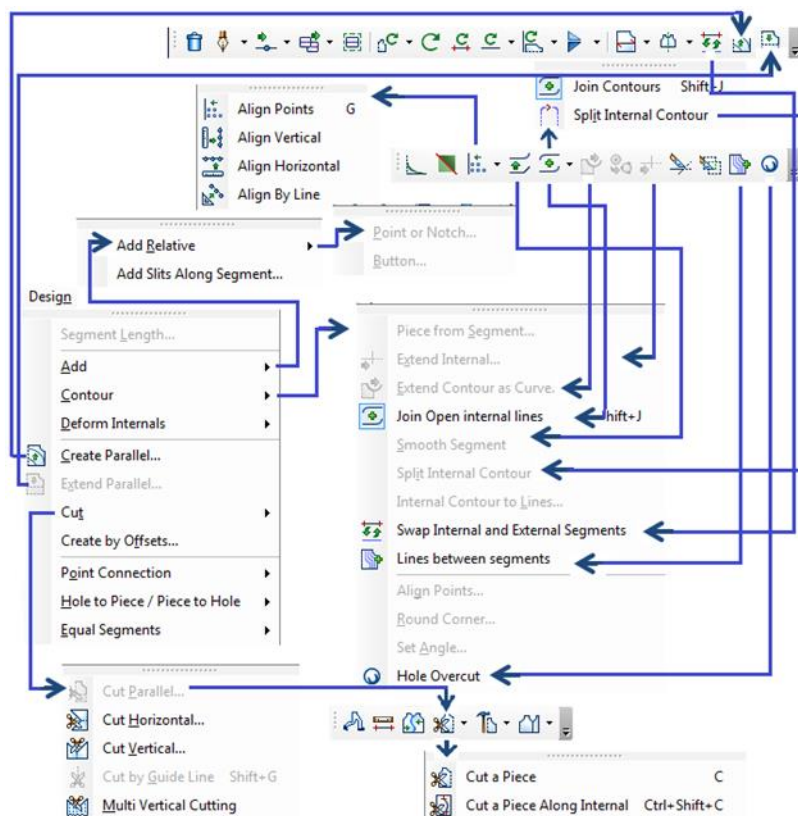 Join Contours Shift+J
Split Internal Contour
Align Points G
Align Vertical
Align Horizontal
Align By Line
Add Relative
Add Slits Along Segment...
Point or Notch...
Button...
Design
Segment Length...
Add
Contour
Deform Internals
Create Parallel...
Extend Parallel...
Cut
Create by Offsets...
Point Connection
Hole to Piece / Piece to Hole
Equal Segments
Piece from Segment...
Extend Internal...
Extend Contour as Curve.
Join Open internal lines hift+J
Smooth Segment
Split Internal Contour
Internal Contour to Lines...
Swap Internal and External Segments
Lines between segments
Align Points...
Round Corner...
Set Angle...
Hole Overcut
Cut Parallel...
Cut Horizontal...
Cut Vertical...
Cut by Guide Line Shift+G
Multi Vertical Cutting
Cut a Piece C
Cut a Piece Along Internal Ctrl+Shift+C